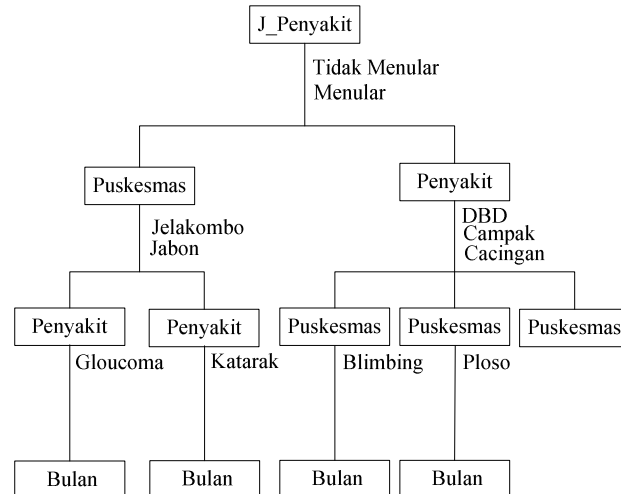 J_Penyakit
Tidak Menular
Menular
Puskesmas
Penyakit
Jelakombo
Jabon
DBD
Campak
Cacingan
Penyakit
Penyakit
Puskesmas
Puskesmas
Puskesmas
Gloucoma
Katarak
Blimbing
Ploso
Bulan
Bulan
Bulan
Bulan